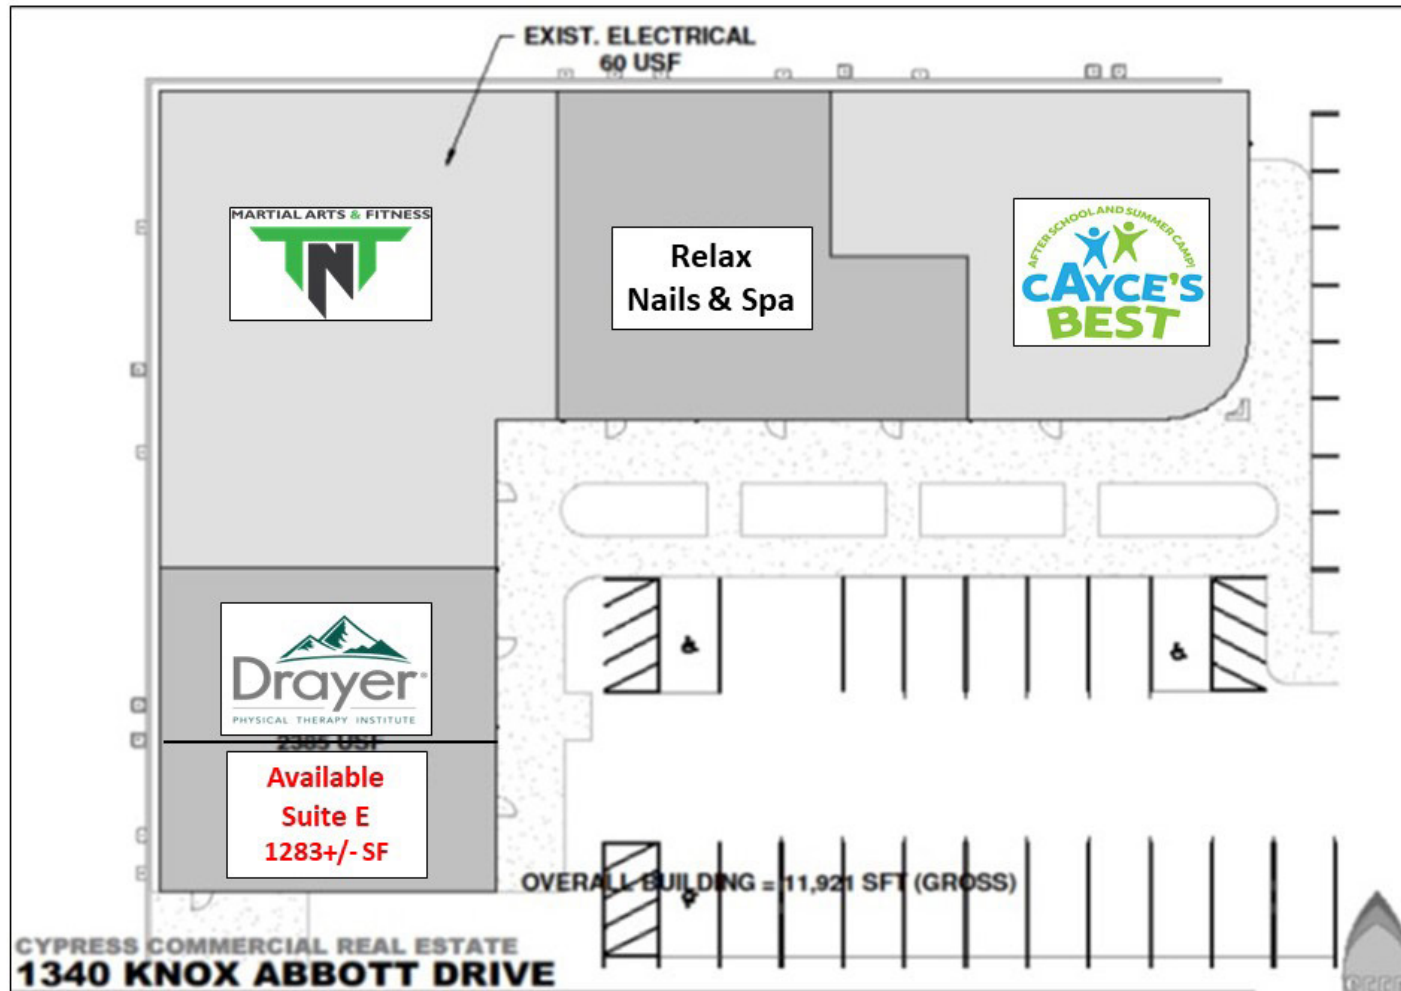 EXIST. ELECTRICAL
60 USF
MARTIAL ARTS & FITNESS
TNT
Relax
Nails & Spa
AFTER SCHOOL AND SUMMER CAMP!
CAYCE'S
BEST
Drayer
PHYSICAL THERAPY INSTITUTE
2385 USF
Available
Suite E
1283+/- SF
OVERALL BUILDING = 11,921 SFT (GROSS)
CYPRESS COMMERCIAL REAL ESTATE
1340 KNOX ABBOTT DRIVE